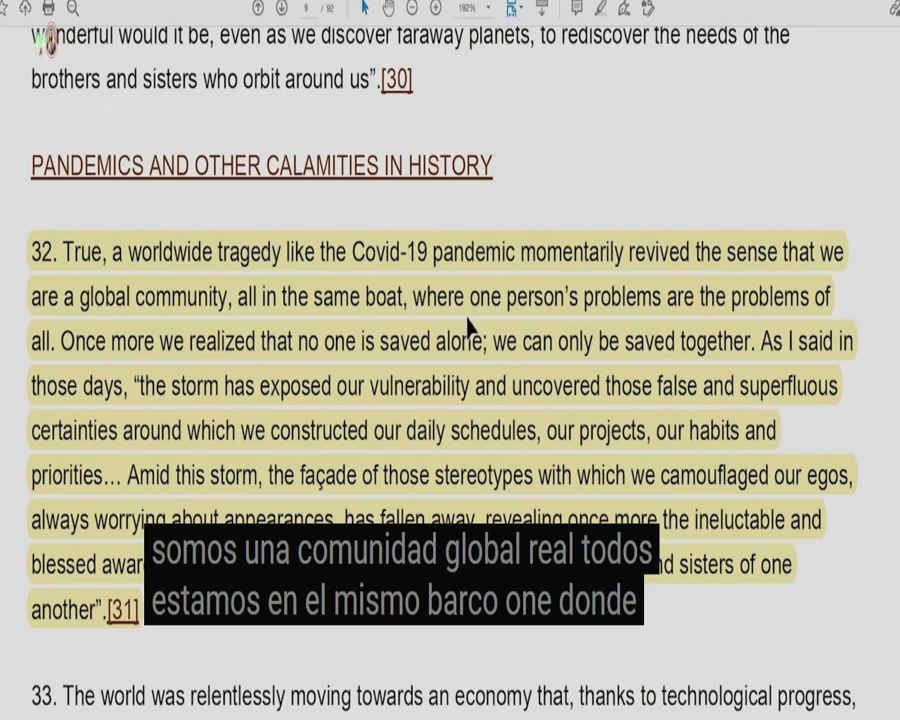 9 / 92 192%
wonderful would it be, even as we discover faraway planets, to rediscover the needs of the
brothers and sisters who orbit around us”.[30]
PANDEMICS AND OTHER CALAMITIES IN HISTORY
32. True, a worldwide tragedy like the Covid-19 pandemic momentarily revived the sense that we
are a global community, all in the same boat, where one person’s problems are the problems of
all. Once more we realized that no one is saved alone; we can only be saved together. As I said in
those days, “the storm has exposed our vulnerability and uncovered those false and superfluous
certainties around which we constructed our daily schedules, our projects, our habits and
priorities… Amid this storm, the façade of those stereotypes with which we camouflaged our egos,
always worrying about appearances, has fallen away, revealing once more the ineluctable and
blessed awar nd sisters of one
another”.[31]
somos una comunidad global real todos
estamos en el mismo barco one donde
33. The world was relentlessly moving towards an economy that, thanks to technological progress,